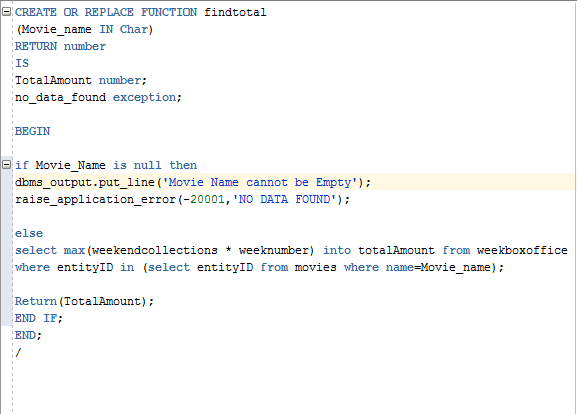 CREATE OR REPLACE FUNCTION findtotal
(Movie_name IN Char)
RETURN number
IS
TotalAmount number;
no_data_found exception;
BEGIN
if Movie_Name is null then
dbms_output.put_line('Movie Name cannot be Empty');
raise_application_error(-20001,'NO DATA FOUND');
else
select max(weekendcollections * weeknumber) into totalAmount from weekboxoffice
where entityID in (select entityID from movies where name=Movie_name);
Return(TotalAmount);
END IF;
END;
/